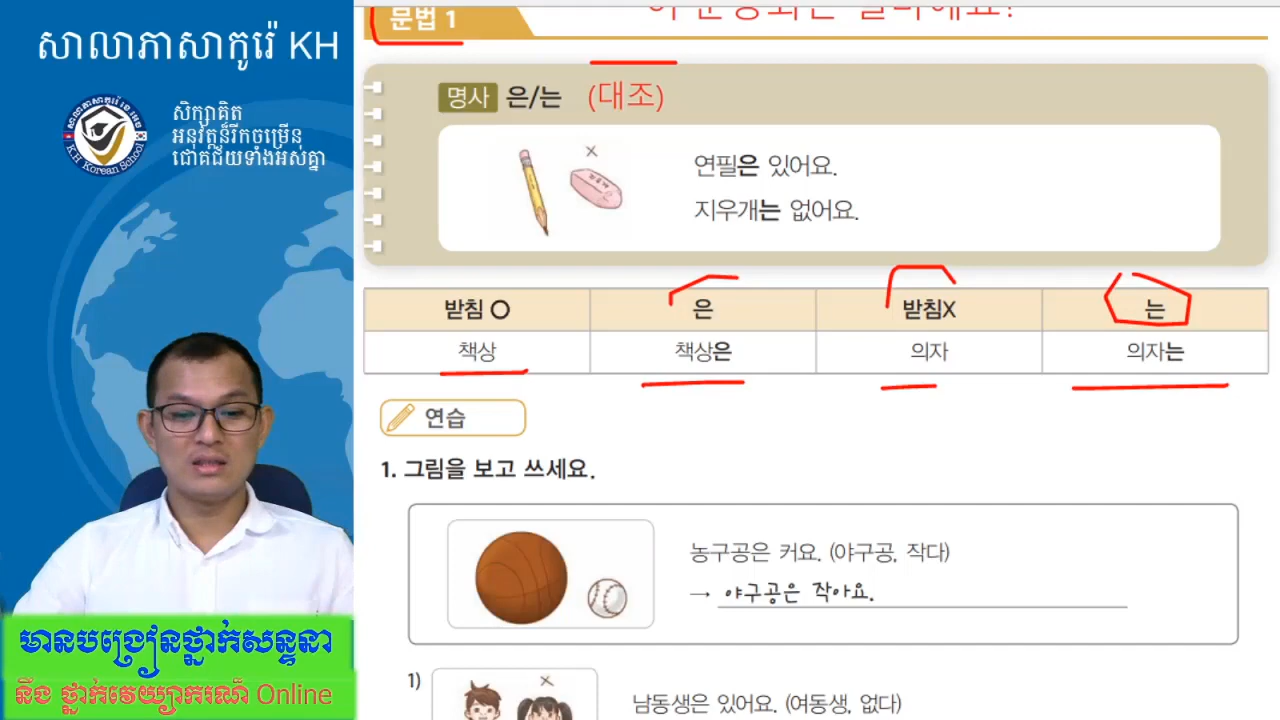 សាលាភាសាកូរ៉េ KH
សិក្សាគិត
អនុវត្តន៏រីកចម្រើន
ជោគជ័យទាំងអស់គ្នា
K.H Korean School
មានបង្រៀនថ្នាក់សន្ទនា
និង ថ្នាក់វេយ្យាករណ៍ Online
문법 1
명사 은/는 (대조)
연필은 있어요.
지우개는 없어요.
받침 O 은 받침X 는
책상 책상은 의자 의자는
연습
1. 그림을 보고 쓰세요.
농구공은 커요. (야구공, 작다)
→ 야구공은 작아요.
1)
남동생은 있어요. (여동생, 없다)